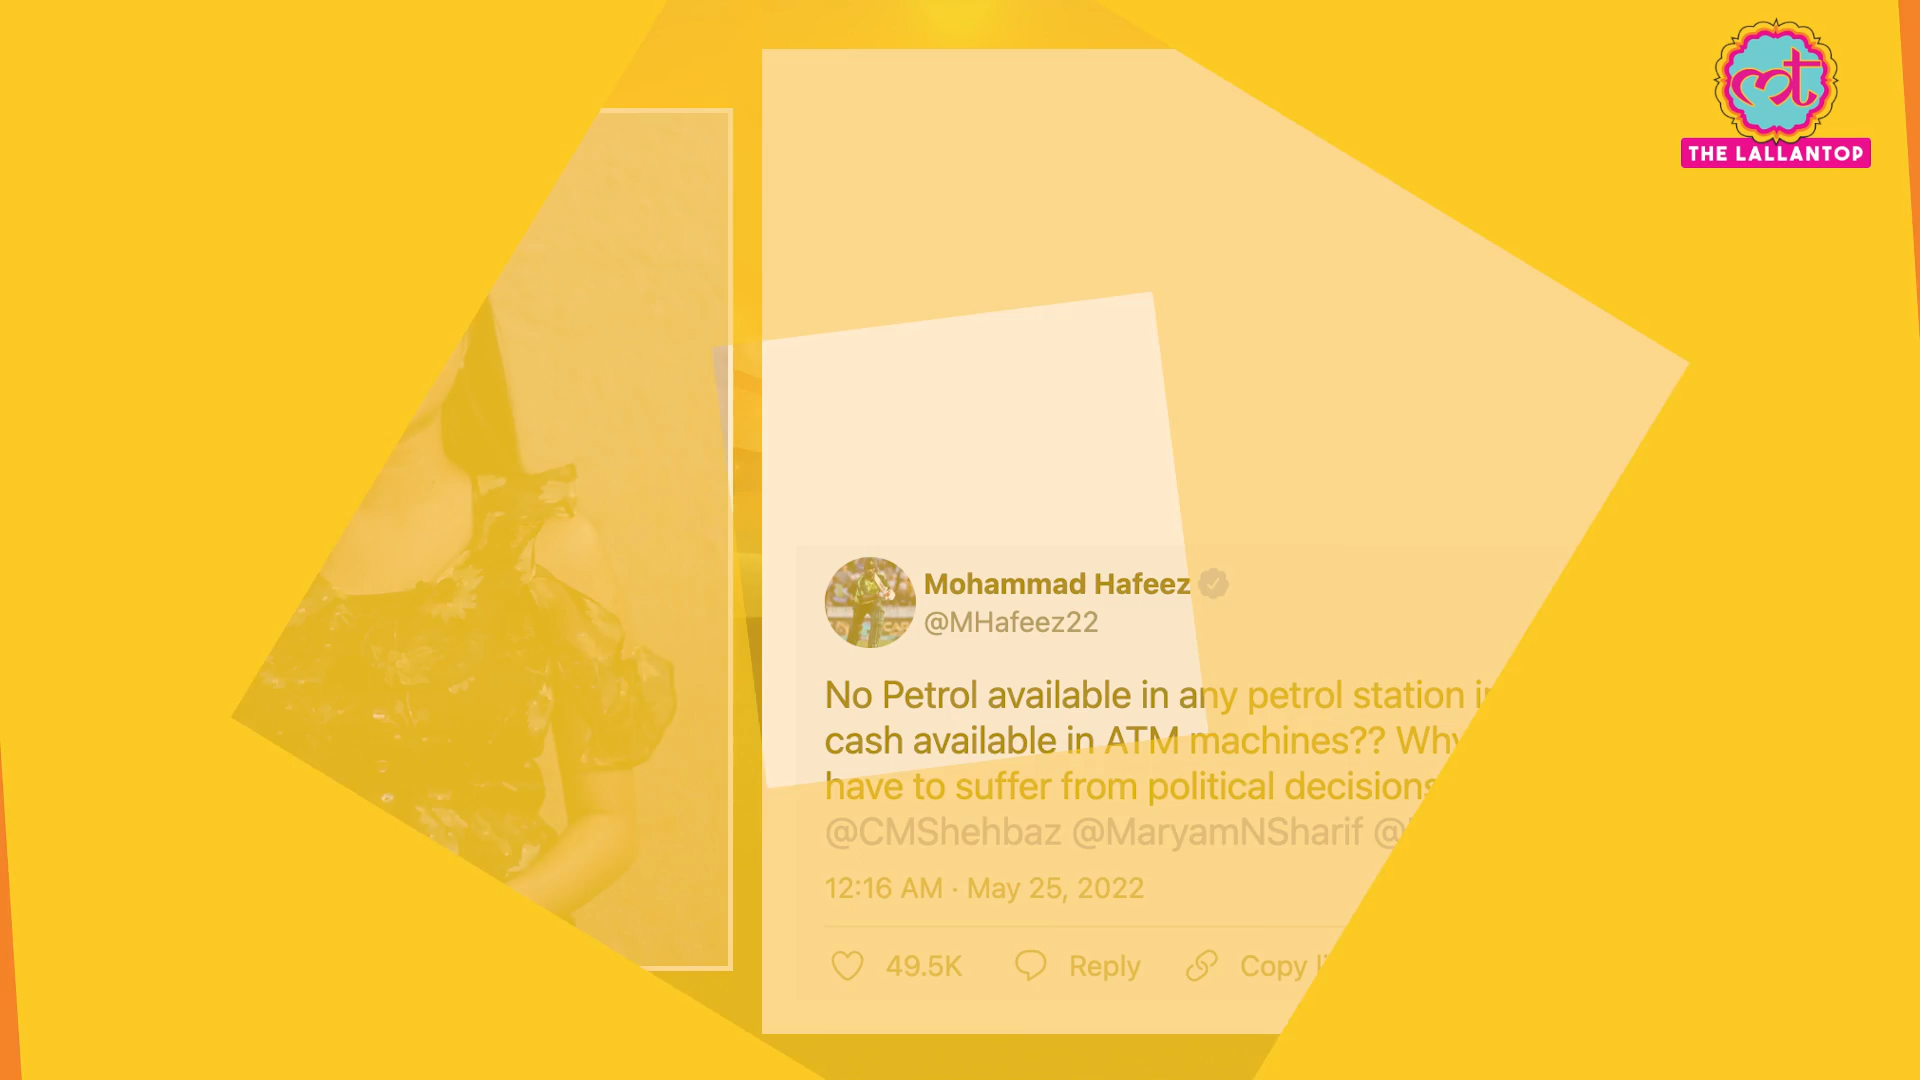 THE LALLANTOP
Mohammad Hafeez
@MHafeez22
No Petrol available in any petrol station
cash available in ATM machines?? Why
have to suffer from political decisions
@CMShehbaz @MaryamNSharif @
12:16 AM · May 25, 2022
49.5K Reply Copy